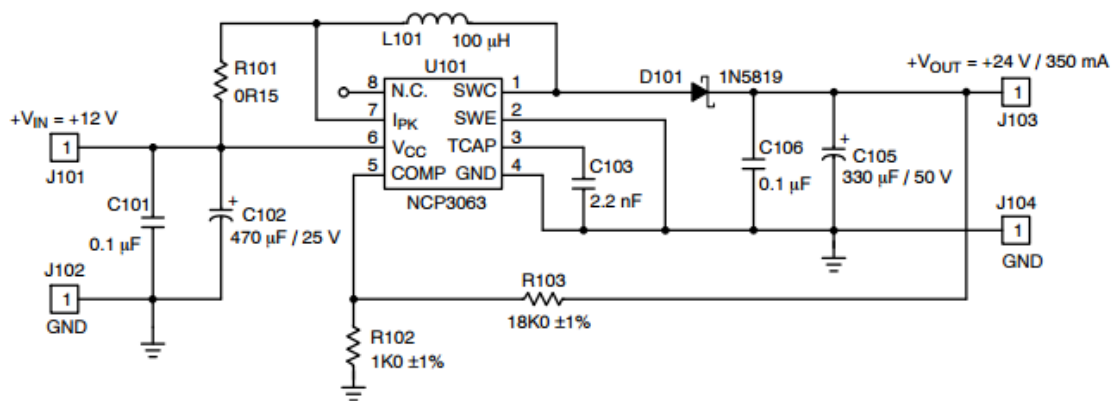 L101 100 µH
U101
R101
0R15
8 N.C. SWC 1
7 IPK SWE 2
6 VCC TCAP 3
5 COMP GND 4
NCP3063
D101 1N5819
+VOUT = +24 V / 350 mA
1
J103
+VIN = +12 V
1
J101
C101
0.1 µF
+
C102
470 µF / 25 V
C103
2.2 nF
C106
0.1 µF
+
C105
330 µF / 50 V
J104
1
GND
J102
1
GND
R103
18K0 ±1%
R102
1K0 ±1%